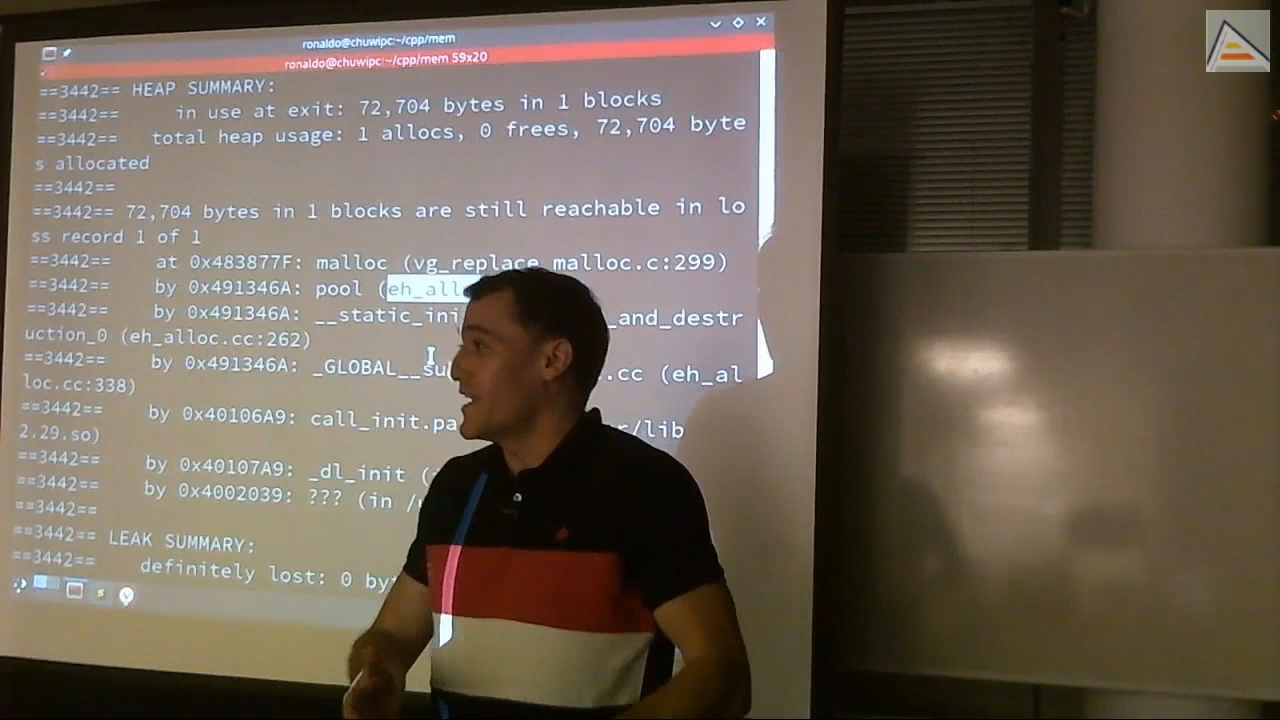 ronaldo@chuwipc:~/cpp/mem
ronaldo@chuwipc:~/cpp/mem 59x20
==3442== HEAP SUMMARY:
==3442== in use at exit: 72,704 bytes in 1 blocks
==3442== total heap usage: 1 allocs, 0 frees, 72,704 byte
s allocated
==3442==
==3442== 72,704 bytes in 1 blocks are still reachable in lo
ss record 1 of 1
==3442== at 0x483877F: malloc (vg_replace_malloc.c:299)
==3442== by 0x491346A: pool (eh_all
==3442== by 0x491346A: __static_ini _and_destr
uction_0 (eh_alloc.cc:262)
==3442== by 0x491346A: _GLOBAL__su .cc (eh_al
loc.cc:338)
==3442== by 0x40106A9: call_init.pa r/lib
2.29.so)
==3442== by 0x40107A9: _dl_init (
==3442== by 0x4002039: ??? (in /
==3442==
==3442== LEAK SUMMARY:
==3442== definitely lost: 0 by